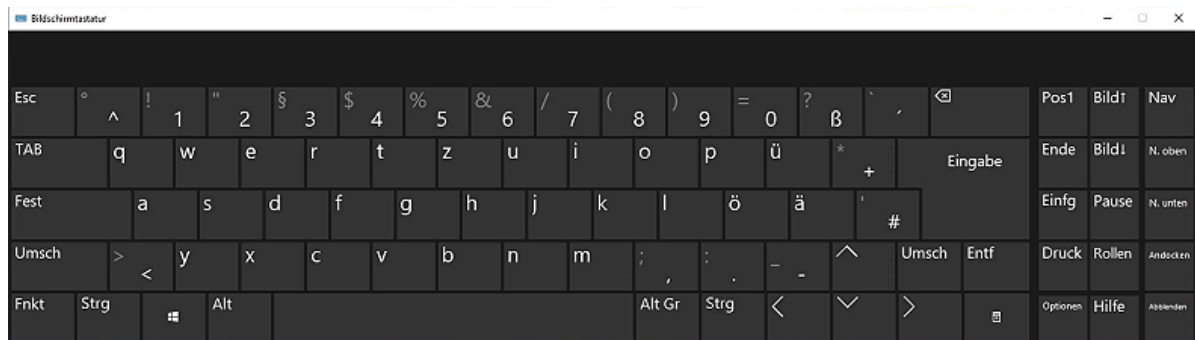 Bildschirmtastatur
Esc ° ^ ! 1 " 2 § 3 $ 4 % 5 & 6 / 7 ( 8 ) 9 = 0 ? ß ` ´ Pos1 Bild↑ Nav
TAB q w e r t z u i o p ü * + Eingabe Ende Bild↓ N. oben
Fest a s d f g h j k l ö ä ' # Einfg Pause N. unten
Umsch > < y x c v b n m ; , : . _ - Umsch Entf Druck Rollen Andocken
Fnkt Strg Alt Alt Gr Strg Optionen Hilfe Abblenden